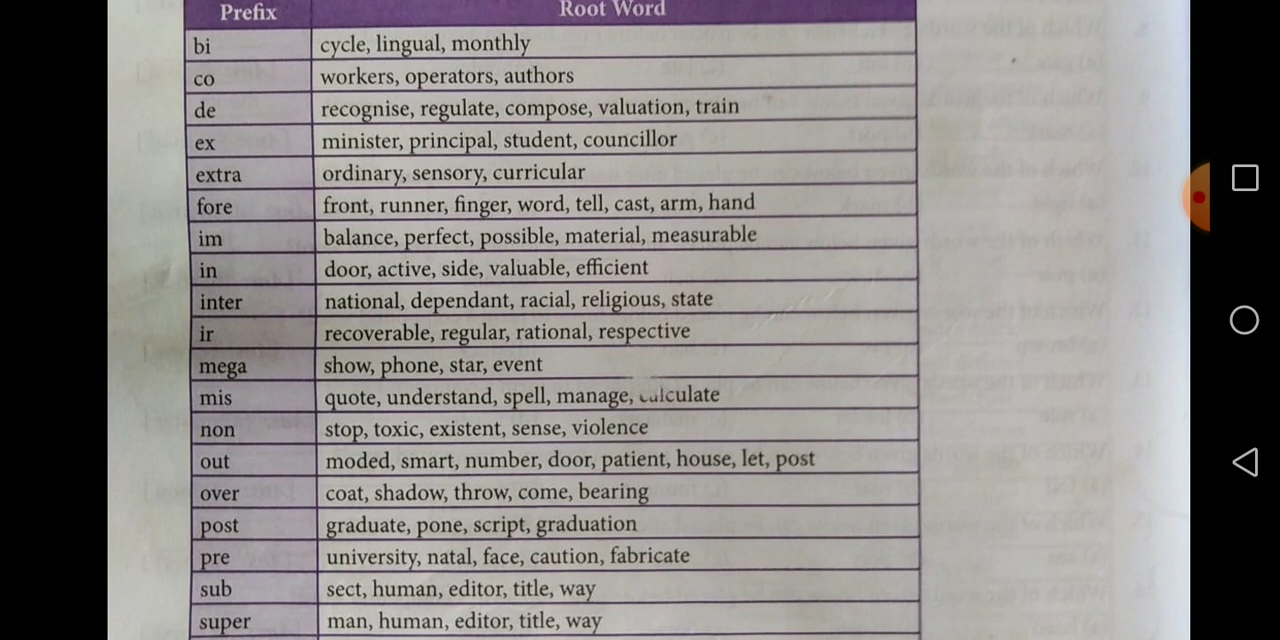 Prefix Root Word
bi cycle, lingual, monthly
co workers, operators, authors
de recognise, regulate, compose, valuation, train
ex minister, principal, student, councillor
extra ordinary, sensory, curricular
fore front, runner, finger, word, tell, cast, arm, hand
im balance, perfect, possible, material, measurable
in door, active, side, valuable, efficient
inter national, dependant, racial, religious, state
ir recoverable, regular, rational, respective
mega show, phone, star, event
mis quote, understand, spell, manage, calculate
non stop, toxic, existent, sense, violence
out moded, smart, number, door, patient, house, let, post
over coat, shadow, throw, come, bearing
post graduate, pone, script, graduation
pre university, natal, face, caution, fabricate
sub sect, human, editor, title, way
super man, human, editor, title, way